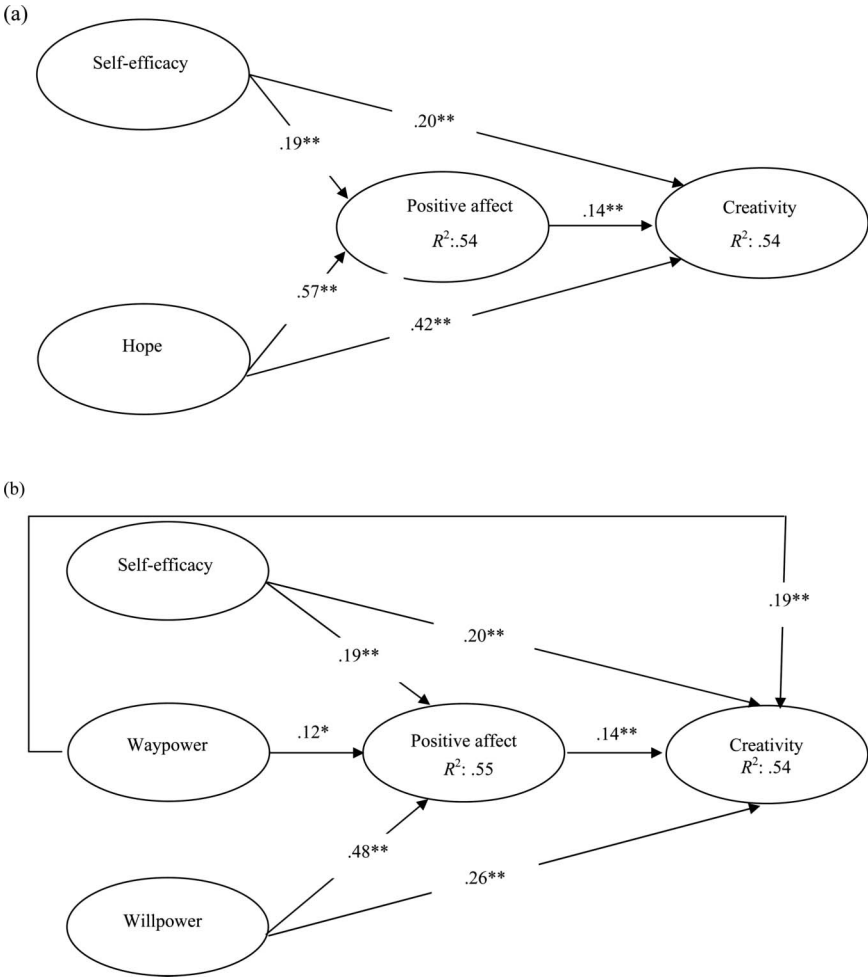 (a)
Self-efficacy
.20**
.19**
Positive affect
R²:.54
.14**
Creativity
R²: .54
.57**
.42**
Hope
(b)
Self-efficacy
.19**
.20**
.19**
Waypower
.12*
Positive affect
R²: .55
.14**
Creativity
R²: .54
.48**
.26**
Willpower